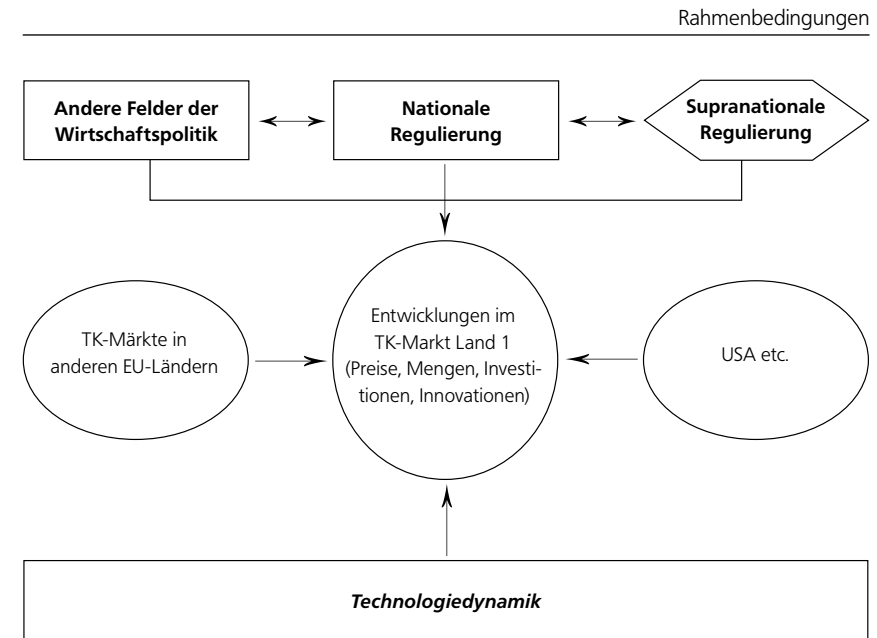 Rahmenbedingungen
Andere Felder der
Wirtschaftspolitik
Nationale
Regulierung
Supranationale
Regulierung
TK-Märkte in
anderen EU-Ländern
Entwicklungen im
TK-Markt Land 1
(Preise, Mengen, Investi-
tionen, Innovationen)
USA etc.
Technologiedynamik